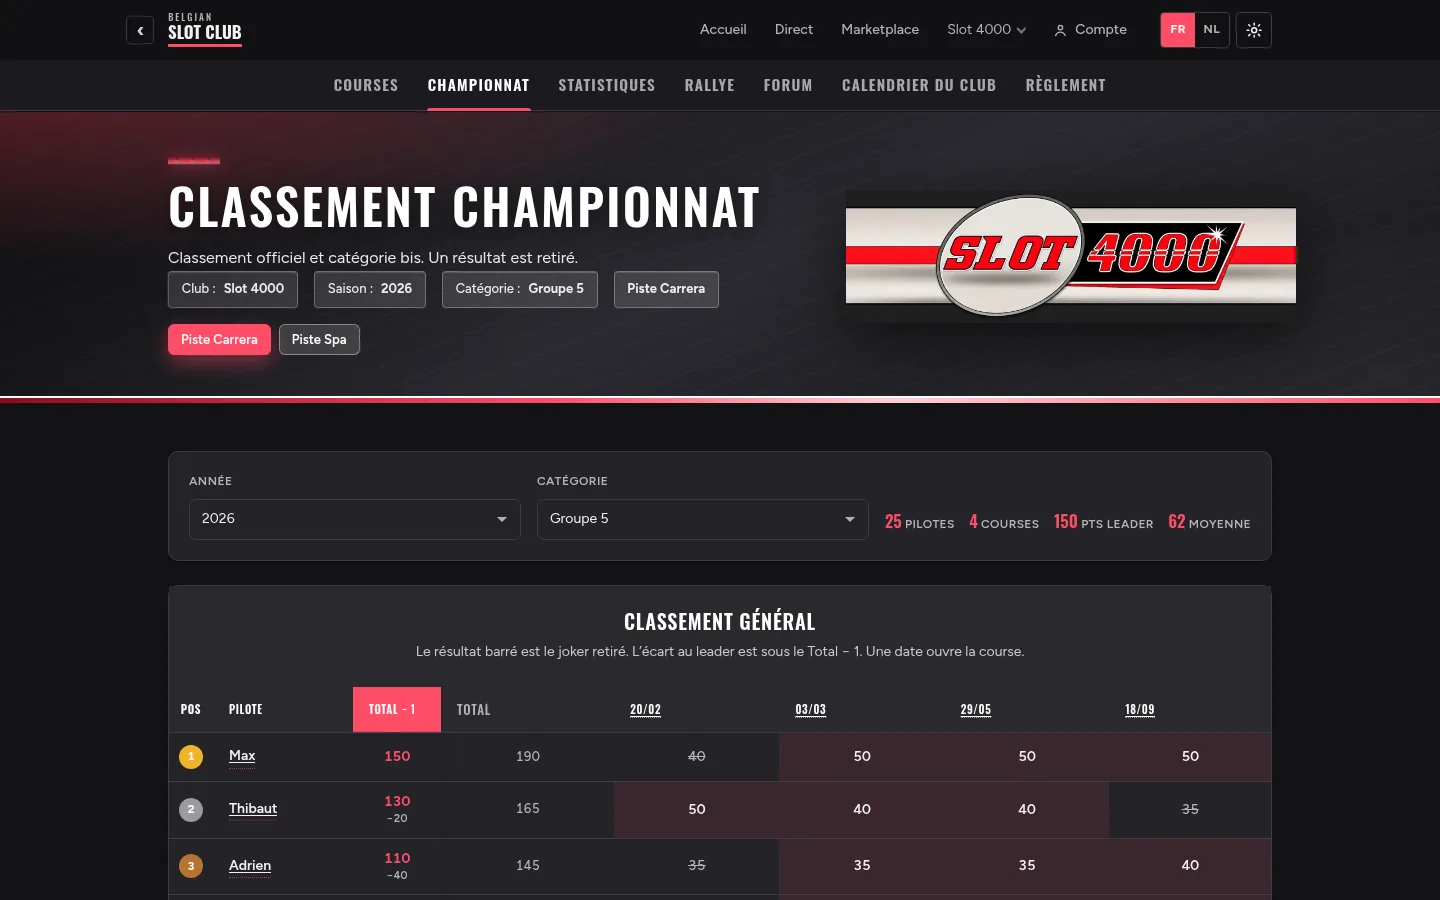 BELGIAN
SLOT CLUB
Accueil
Direct
Marketplace
Slot 4000
Compte
FR
NL
COURSES
CHAMPIONNAT
STATISTIQUES
RALLYE
FORUM
CALENDRIER DU CLUB
RÈGLEMENT
CLASSEMENT CHAMPIONNAT
Classement officiel et catégorie bis. Un résultat est retiré.
Club : Slot 4000
Saison : 2026
Catégorie : Groupe 5
Piste Carrera
Piste Carrera
Piste Spa
SLOT 4000
ANNÉE
2026
CATÉGORIE
Groupe 5
25 PILOTES 4 COURSES 150 PTS LEADER 62 MOYENNE
CLASSEMENT GÉNÉRAL
Le résultat barré est le joker retiré. L’écart au leader est sous le Total − 1. Une date ouvre la course.
POS PILOTE TOTAL − 1 TOTAL 20/02 03/03 29/05 18/09
1 Max 150 190 40 50 50 50
2 Thibaut 130 165 50 40 40 35
−20
3 Adrien 110 145 35 35 35 40
−40